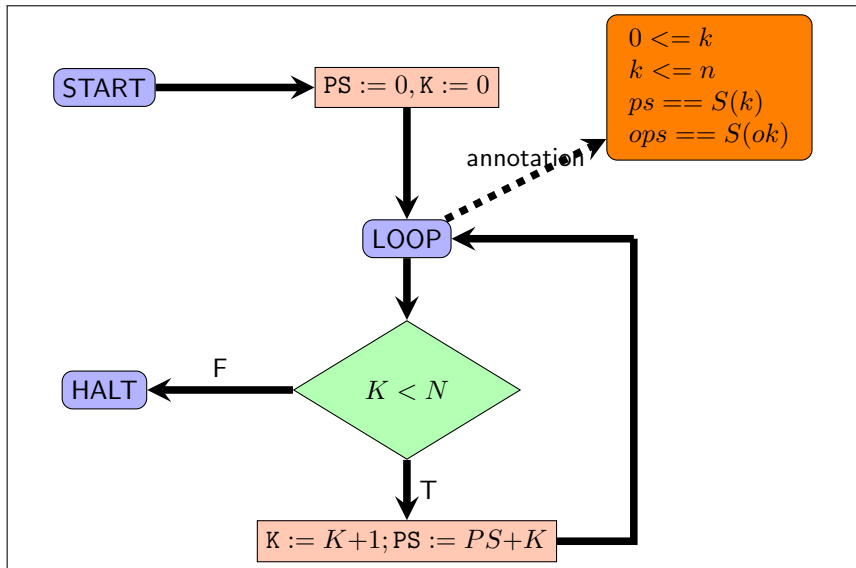 START
PS := 0, K := 0
0 <= k
k <= n
ps == S(k)
ops == S(ok)
annotation
LOOP
K < N
F
HALT
T
K := K+1; PS := PS+K